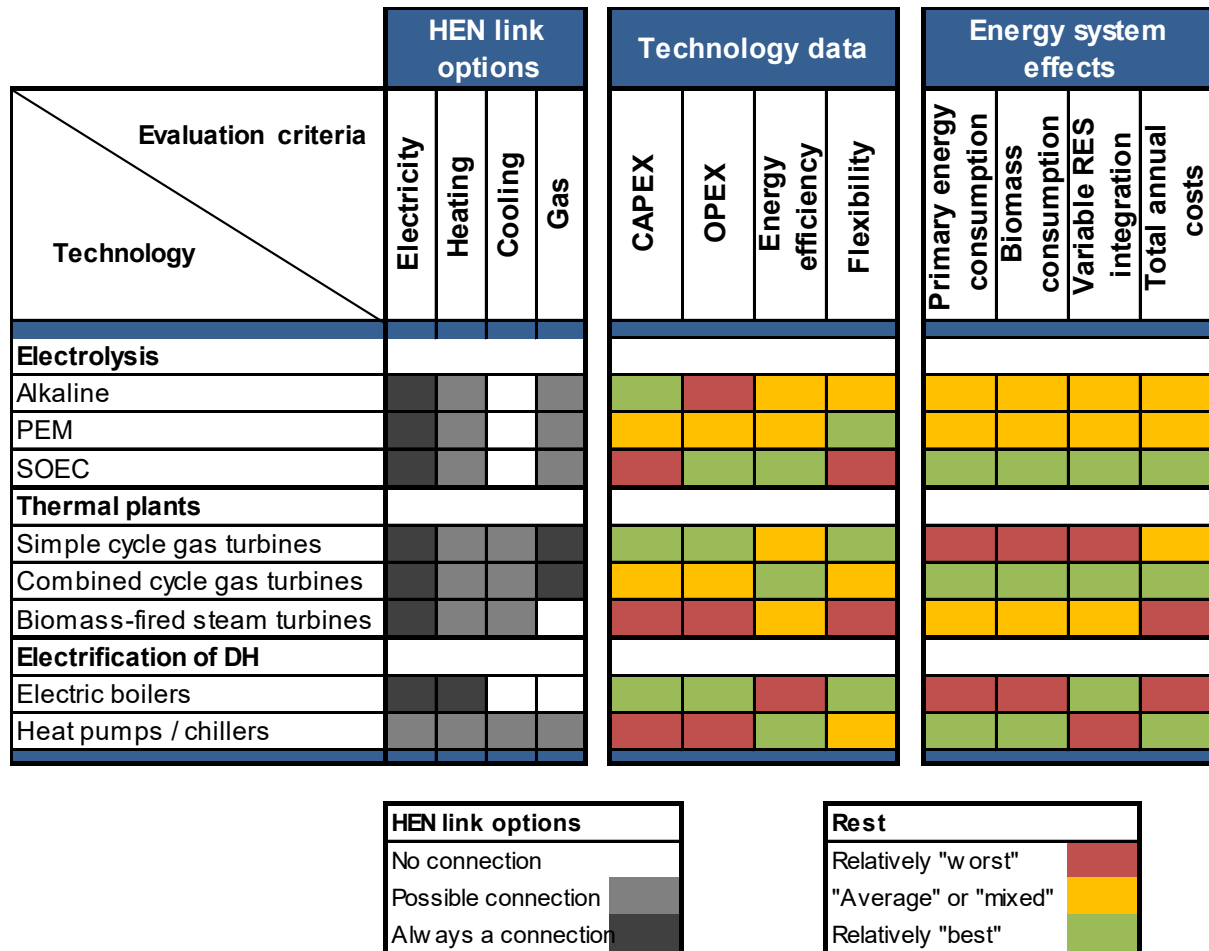 HEN link
options
Technology data
Energy system
effects
Evaluation criteria
Technology
Electricity
Heating
Cooling
Gas
CAPEX
OPEX
Energy
efficiency
Flexibility
Primary energy
consumption
Biomass
consumption
Variable RES
integration
Total annual
costs
Electrolysis
Alkaline
PEM
SOEC
Thermal plants
Simple cycle gas turbines
Combined cycle gas turbines
Biomass-fired steam turbines
Electrification of DH
Electric boilers
Heat pumps / chillers
HEN link options
No connection
Possible connection
Always a connection
Rest
Relatively "worst"
"Average" or "mixed"
Relatively "best"